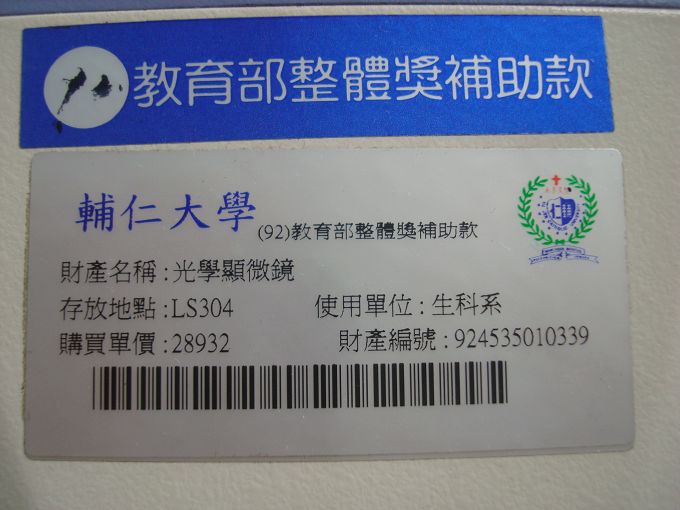 教育部整體獎補助款
輔仁大學 (92)教育部整體獎補助款
財產名稱:光學顯微鏡
存放地點:LS304 使用單位:生科系
購買單價:28932 財產編號:924535010339